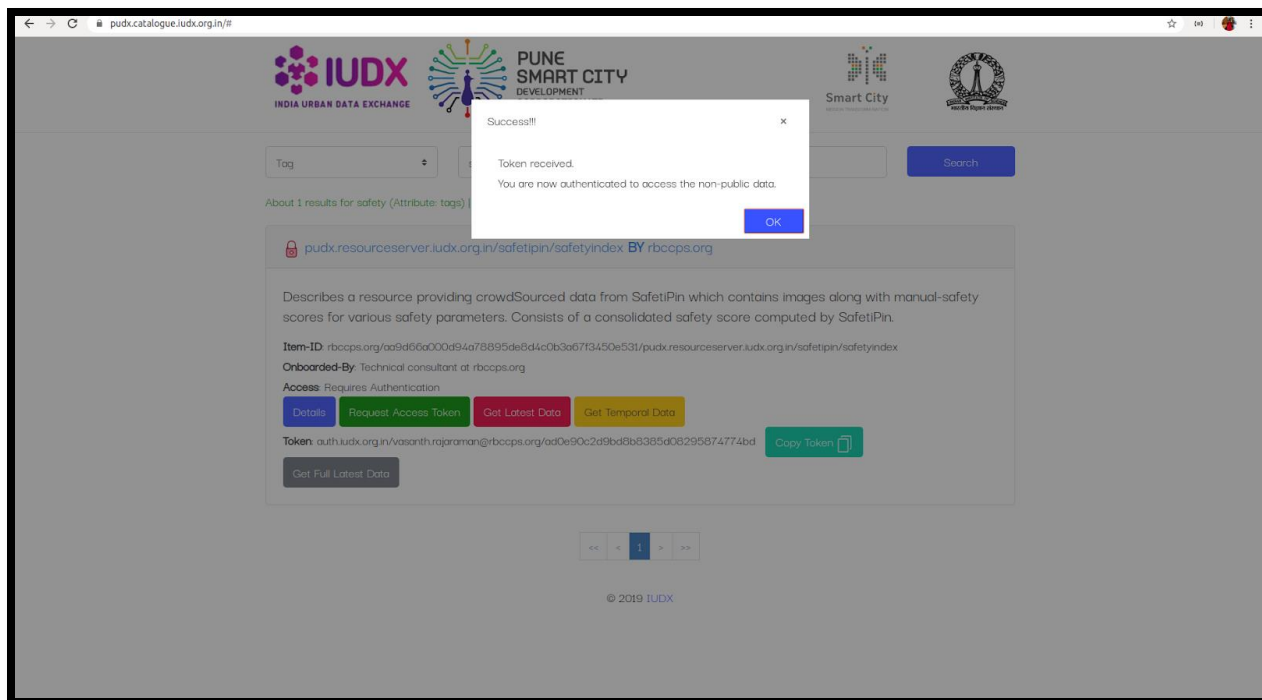 pudx.catalogue.iudx.org.in/#
IUDX
INDIA URBAN DATA EXCHANGE
PUNE
SMART CITY
DEVELOPMENT
Smart City
Success!!!
×
Token received.
You are now authenticated to access the non-public data.
OK
Tag
Search
About 1 results for safety (Attribute: tags) |
pudx.resourceserver.iudx.org.in/safetipin/safetyindex BY rbccps.org
Describes a resource providing crowdSourced data from SafetiPin which contains images along with manual-safety
scores for various safety parameters. Consists of a consolidated safety score computed by SafetiPin.
Item-ID: rbccps.org/aa9d66a000d94a78895de8d4c0b3a67f3450e531/pudx.resourceserver.iudx.org.in/safetipin/safetyindex
Onboarded-By: Technical consultant at rbccps.org
Access: Requires Authentication
Details Request Access Token Get Latest Data Get Temporal Data
Token: auth.iudx.org.in/vasanth.rajaraman@rbccps.org/ad0e90c2d9bd8b8385d08295874774bd Copy Token
Get Full Latest Data
<< < 1 > >>
© 2019 IUDX